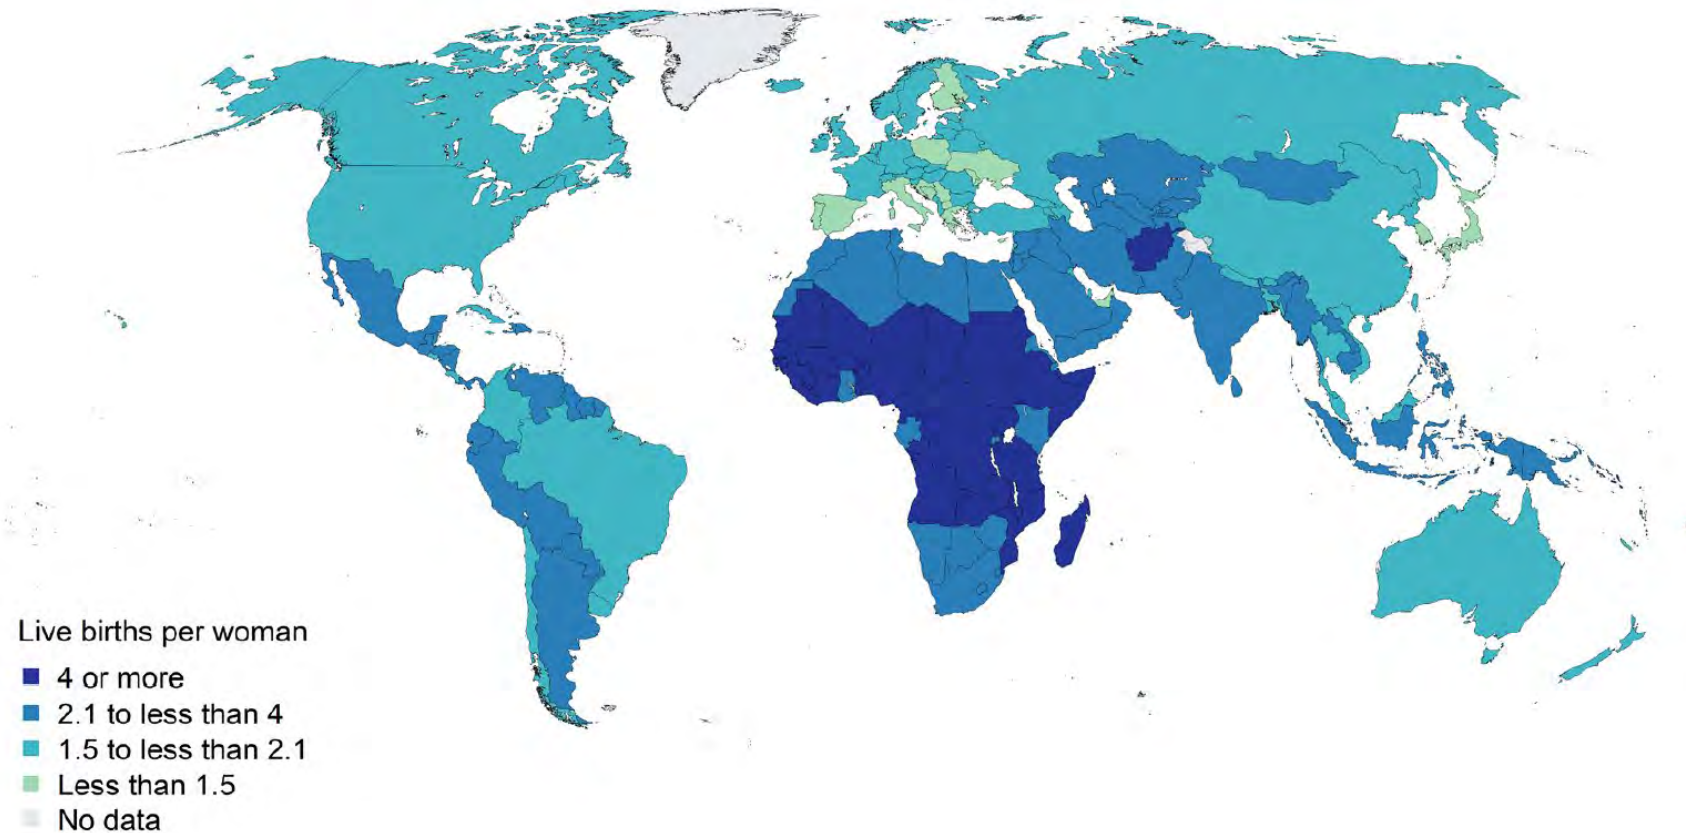 Live births per woman
4 or more
2.1 to less than 4
1.5 to less than 2.1
Less than 1.5
No data